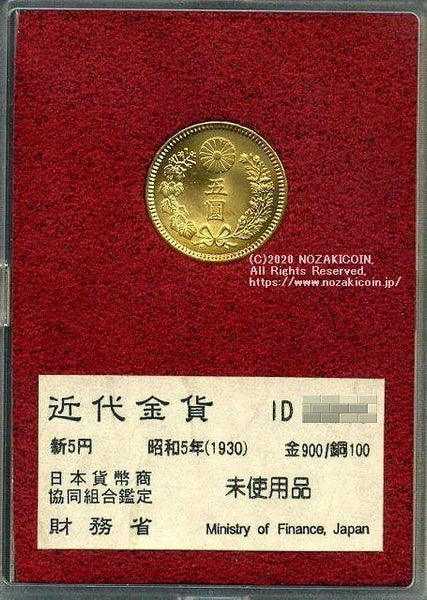 五
圓
(C)2020 NOZAKICOIN.
All Rights Reserved.
https://www.nozakicoin.jp/
近代金貨 ID
新5円 昭和5年(1930) 金900/銅100
日本貨幣商
協同組合鑑定 未使用品
財務省 Ministry of Finance, Japan